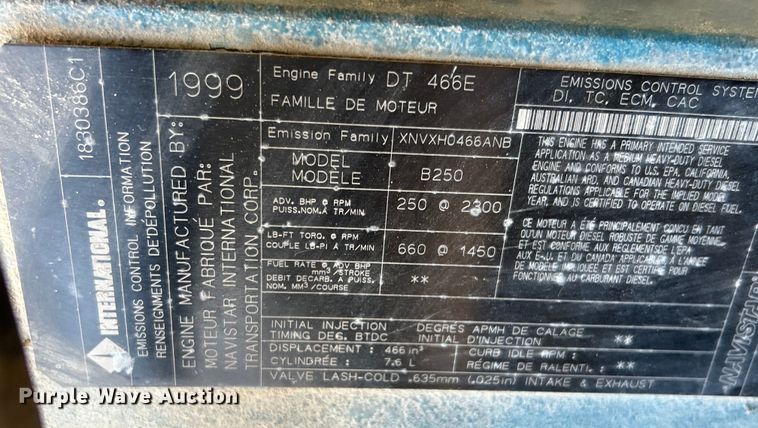 1830386C1
INTERNATIONAL®
EMISSIONS CONTROL INFORMATION
RENSEIGNMENTS DE DÉPOLLUTION
1999
ENGINE MANUFACTURED BY:
MOTEUR FABRIQUÉ PAR:
NAVISTAR INTERNATIONAL
TRANSPORTATION CORP.
Engine Family DT 466E
FAMILLE DE MOTEUR
Emission Family XNVXH0466ANB
MODEL
MODÈLE B250
ADV. BHP @ RPM
PUISS.NOM.À TR/MIN 250 @ 2300
LB-FT TORQ. @ RPM
COUPLE LB-PI À TR/MIN 660 @ 1450
FUEL RATE @ ADV BHP
mm³/STROKE
DEBIT DECARB. À PUISS.
NOM. MM³/COURSE **
INITIAL INJECTION DEGRÉS APMH DE CALAGE
TIMING DEG. BTDC D'INITIAL D'INJECTION : **
DISPLACEMENT : 466 in³ CURB IDLE RPM :
CYLINDRÉE : 7.6 L RÉGIME DE RALENTI. : **
VALVE LASH-COLD .635mm (.025in) INTAKE & EXHAUST
EMISSIONS CONTROL SYSTEM
DI, TC, ECM, CAC
THIS ENGINE HAS A PRIMARY INTENDED SERVICE
APPLICATION AS A MEDIUM HEAVY-DUTY DIESEL
ENGINE AND CONFORMS TO U.S. EPA, CALIFORNIA,
AUSTRALIAN ARD, AND CANADIAN HEAVY-DUTY DIESEL
REGULATIONS APPLICABLE FOR THE IMPLIED MODEL
YEAR. IT IS CERTIFIED TO OPERATE ON DIESEL FUEL.
CE MOTEUR A ÉTÉ PRINCIPALEMENT CONÇU EN TANT
QU'UN MOTEUR DIESEL ROBUSTE DE GAMME MOYENNE
ET EST CONFORME AUX RÈGLEMENTS
E.-U. ET DU CANADA APPLICABLES À L'ANNÉE
DE MODÈLE IMPLIQUÉE ET EST CERTIFIÉ POUR
FONCTIONNER AU CARBURANT DIESEL.
NAVISTAR
Purple Wave Auction